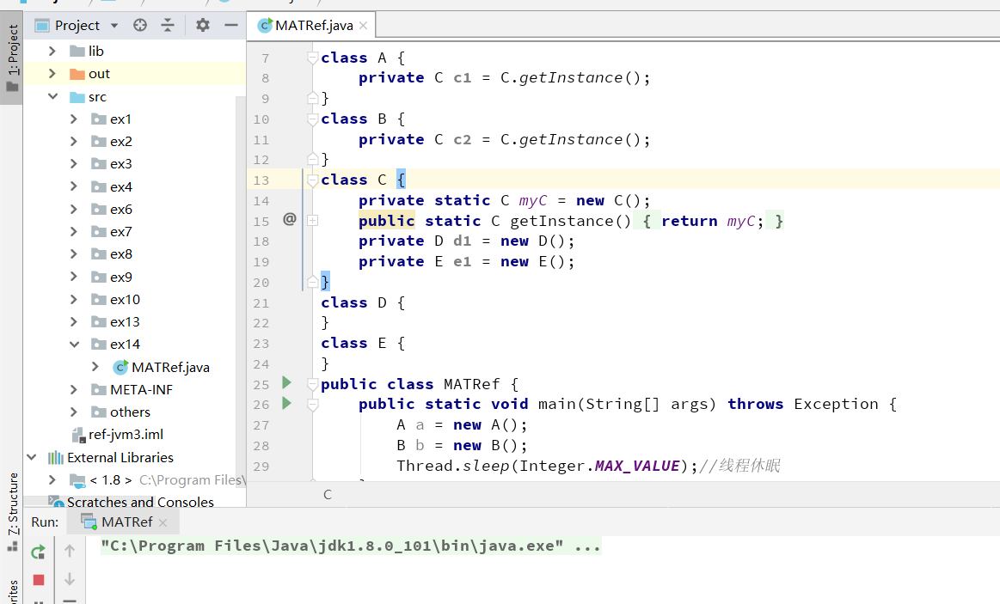 1: Project
Project
lib
out
src
ex1
ex2
ex3
ex4
ex6
ex7
ex8
ex9
ex10
ex13
ex14
MATRef.java
META-INF
others
ref-jvm3.iml
External Libraries
< 1.8 > C:\Program Files\
Scratches and Consoles
7: Structure
MATRef.java
7 class A {
8 private C c1 = C.getInstance();
9 }
10 class B {
11 private C c2 = C.getInstance();
12 }
13 class C {
14 private static C myC = new C();
15 public static C getInstance() { return myC; }
18 private D d1 = new D();
19 private E e1 = new E();
20 }
21 class D {
22 }
23 class E {
24 }
25 public class MATRef {
26 public static void main(String[] args) throws Exception {
27 A a = new A();
28 B b = new B();
29 Thread.sleep(Integer.MAX_VALUE);//线程休眠
C
Run: MATRef
"C:\Program Files\Java\jdk1.8.0_101\bin\java.exe" ...